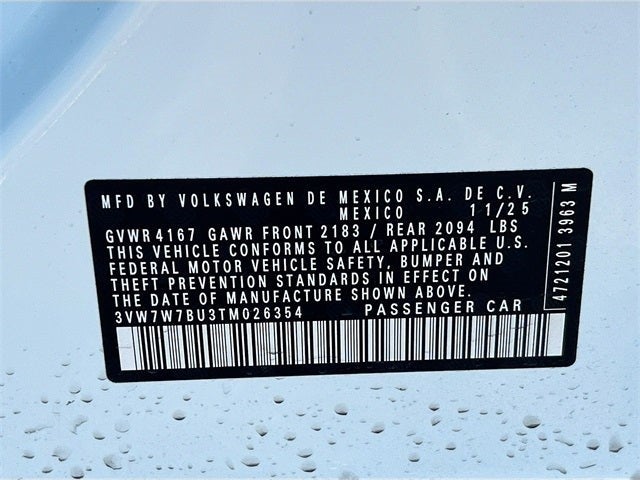 MFD BY VOLKSWAGEN DE MEXICO S.A. DE C.V.
MEXICO 11/25
GVWR 4167 GAWR FRONT 2183 / REAR 2094 LBS
THIS VEHICLE CONFORMS TO ALL APPLICABLE U.S.
FEDERAL MOTOR VEHICLE SAFETY, BUMPER AND
THEFT PREVENTION STANDARDS IN EFFECT ON
THE DATE OF MANUFACTURE SHOWN ABOVE.
3VW7W7BU3TM026354 PASSENGER CAR
4721201 3963 M